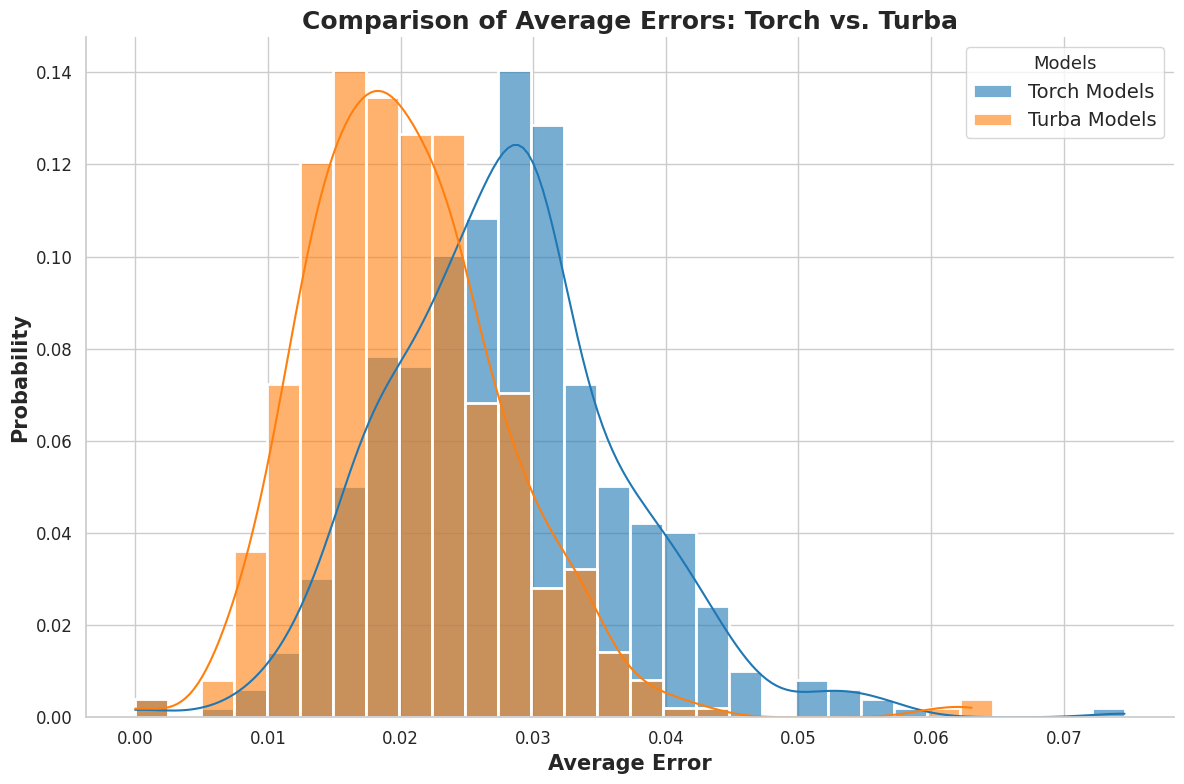 Comparison of Average Errors: Torch vs. Turba
Models
Torch Models
Turba Models
Probability
0.14
0.12
0.10
0.08
0.06
0.04
0.02
0.00
0.00 0.01 0.02 0.03 0.04 0.05 0.06 0.07
Average Error